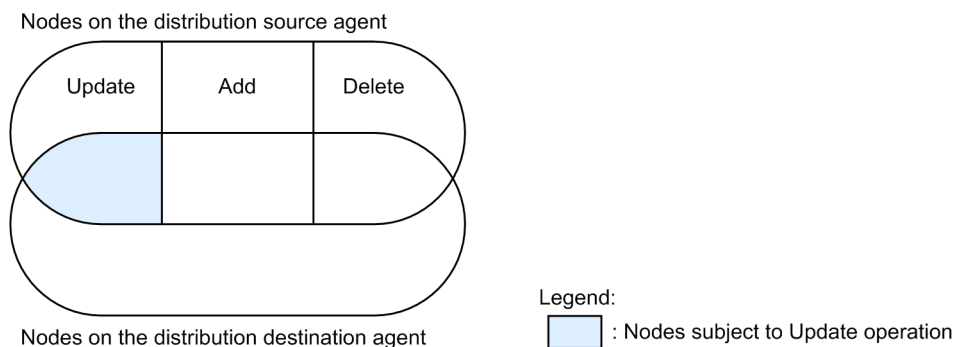 Nodes on the distribution source agent
Update
Add
Delete
Nodes on the distribution destination agent
Legend:
: Nodes subject to Update operation